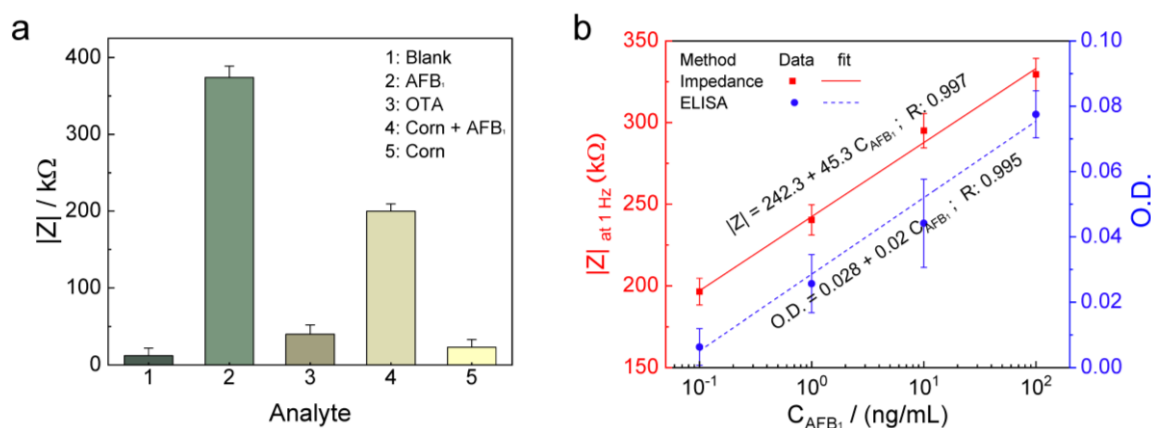 a
|Z| / kΩ
400
300
200
100
0
1: Blank
2: AFB₁
3: OTA
4: Corn + AFB₁
5: Corn
1 2 3 4 5
Analyte
b
|Z| at 1 Hz (kΩ)
350
300
250
200
150
Method Data fit
Impedance
ELISA
|Z| = 242.3 + 45.3 C_AFB₁ ; R: 0.997
O.D. = 0.028 + 0.02 C_AFB₁ ; R: 0.995
0.10
0.08
0.06
0.04
0.02
0.00
O.D.
10⁻¹ 10⁰ 10¹ 10²
C_AFB₁ / (ng/mL)